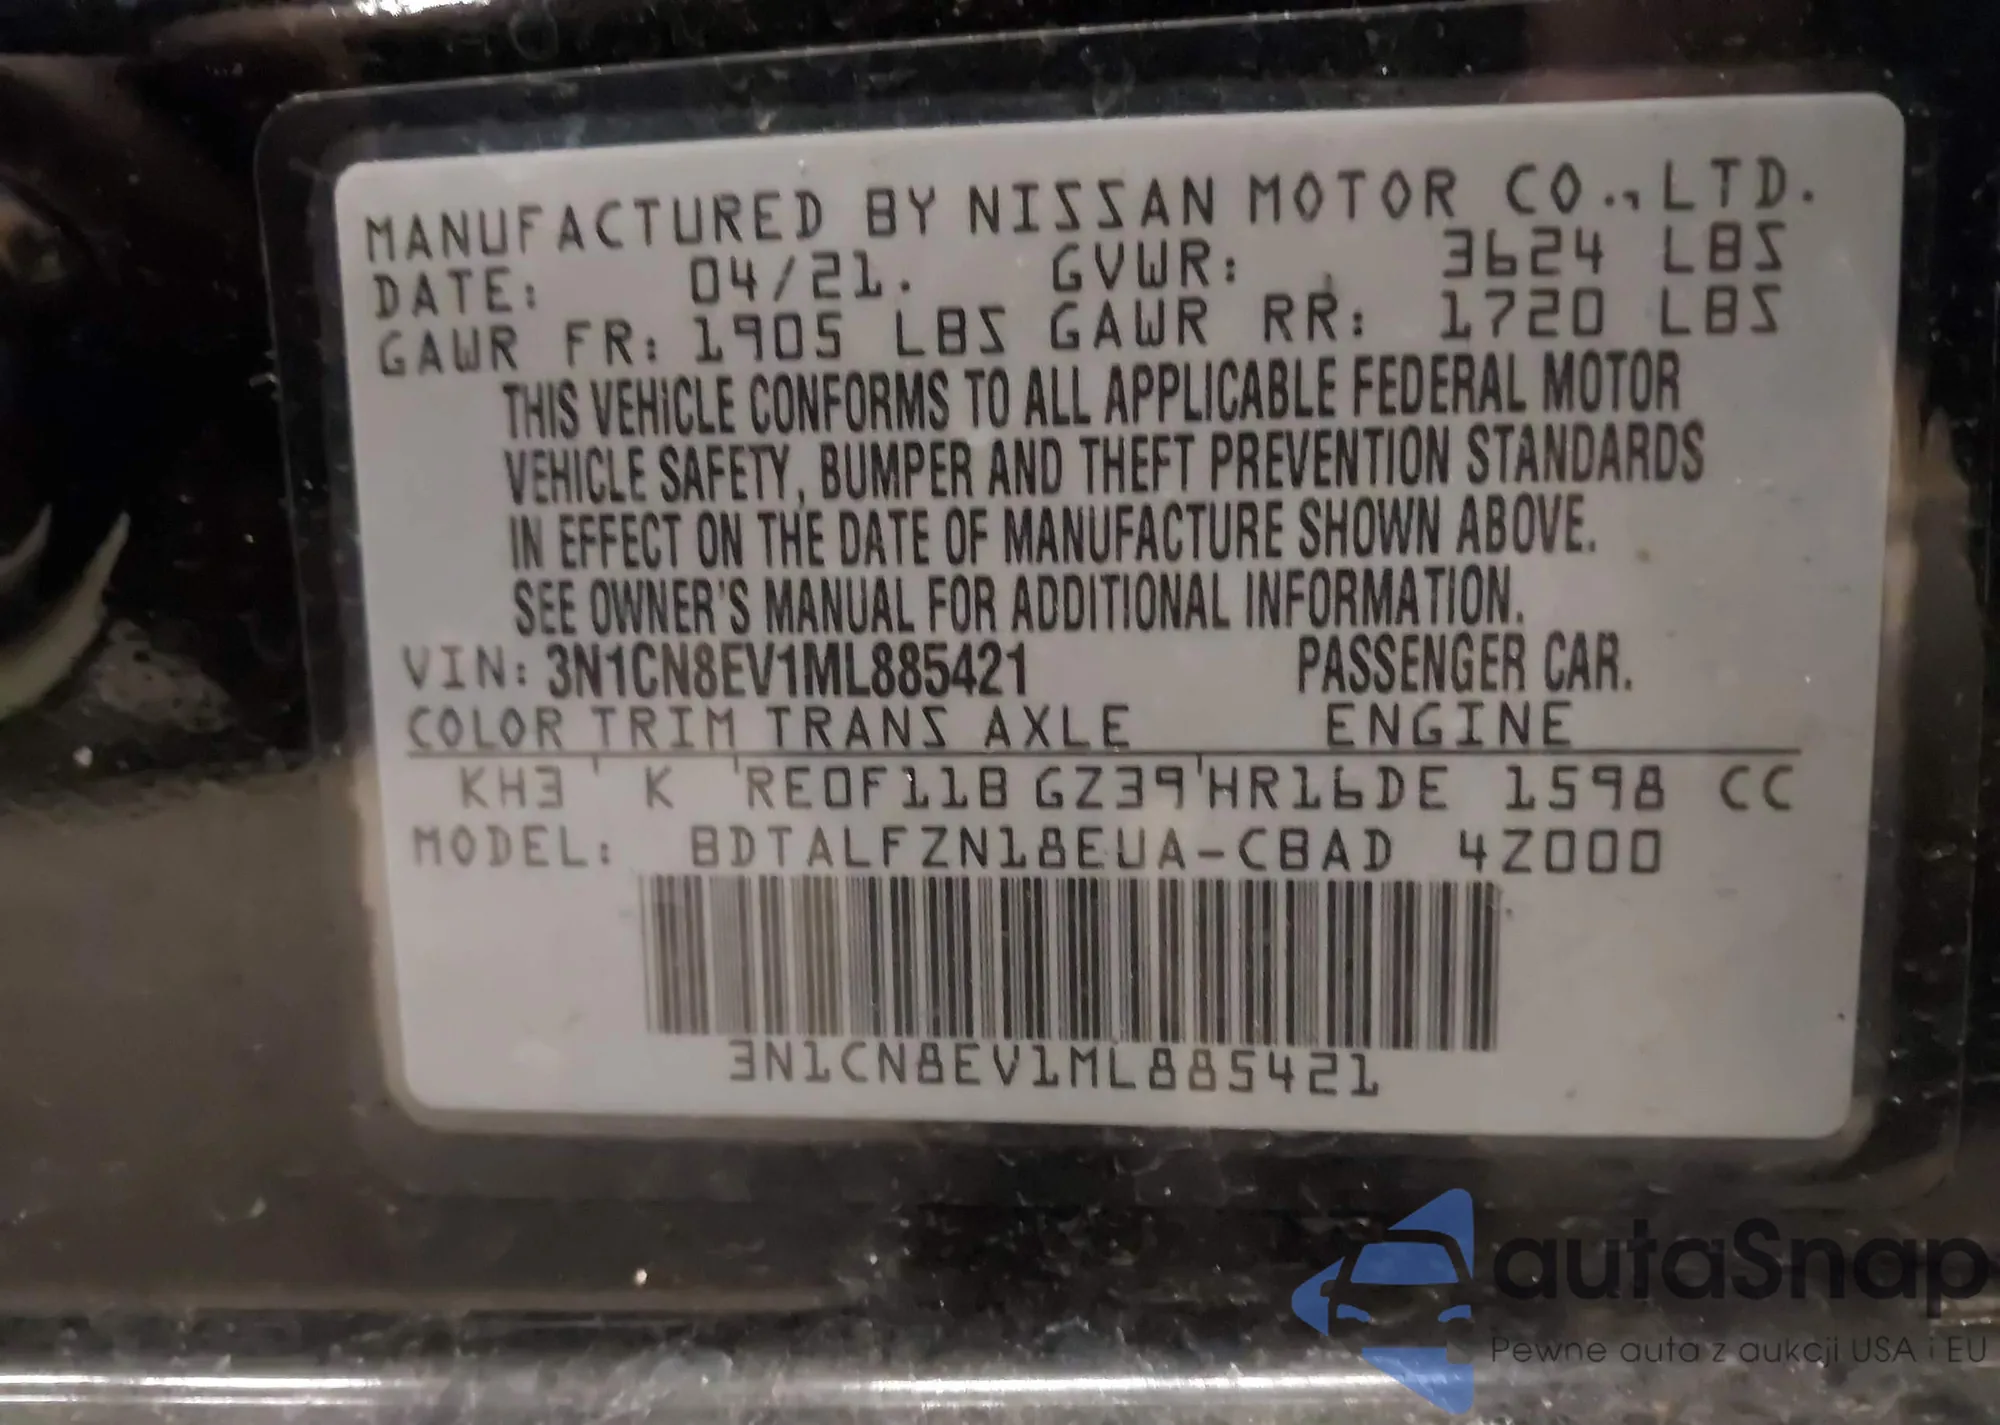 MANUFACTURED BY NISSAN MOTOR CO., LTD.
DATE: 04/21. GVWR: 3624 LBS
GAWR FR: 1905 LBS GAWR RR: 1720 LBS
THIS VEHICLE CONFORMS TO ALL APPLICABLE FEDERAL MOTOR
VEHICLE SAFETY, BUMPER AND THEFT PREVENTION STANDARDS
IN EFFECT ON THE DATE OF MANUFACTURE SHOWN ABOVE.
SEE OWNER'S MANUAL FOR ADDITIONAL INFORMATION.
VIN: 3N1CN8EV1ML885421 PASSENGER CAR.
COLOR TRIM TRANS AXLE ENGINE
KH3 K RE0F11B GZ39 HR16DE 1598 CC
MODEL: BDTALFZN18EUA-CBAD 4Z000
3N1CN8EV1ML885421
autaSnap
Pewne auta z aukcji USA i EU